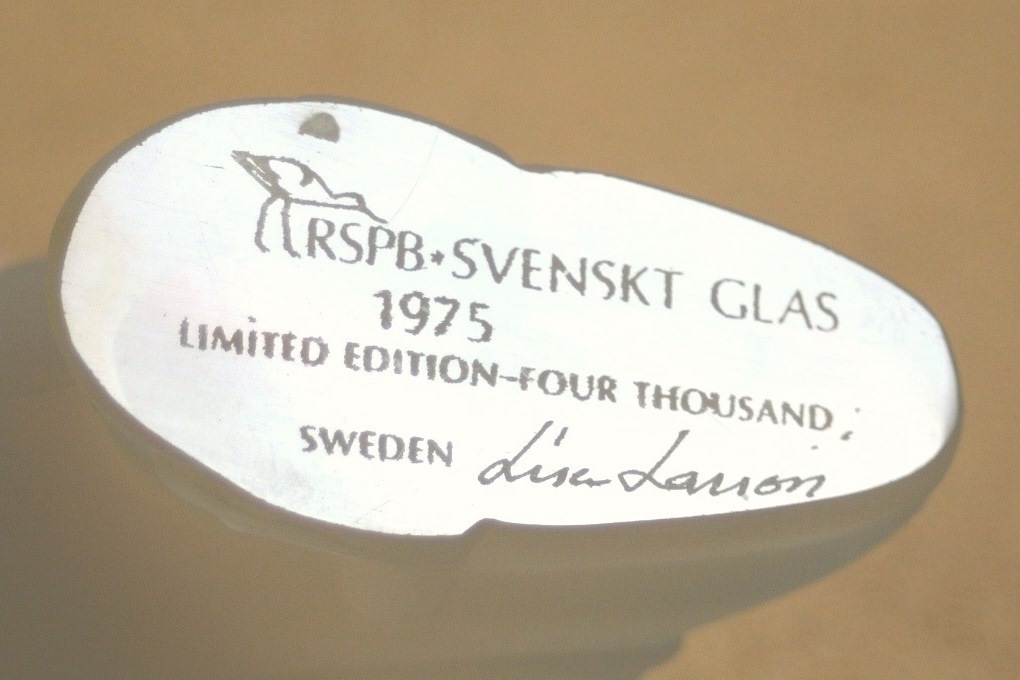 RSPB·SVENSKT GLAS
1975
LIMITED EDITION-FOUR THOUSAND
SWEDEN Lisa Larson